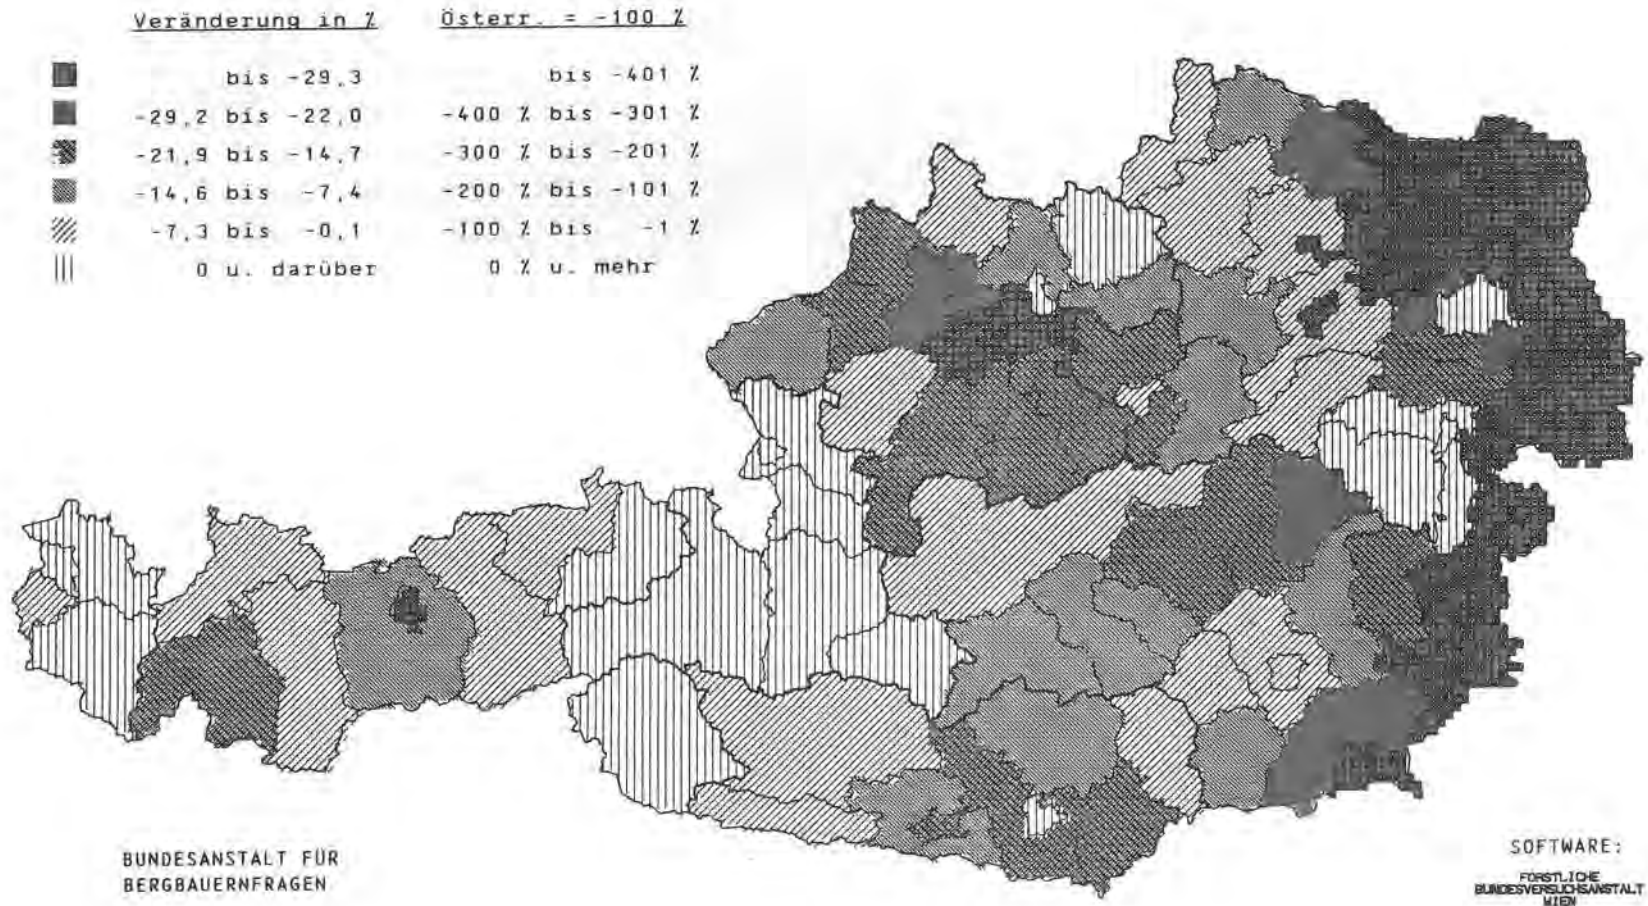 Veränderung in % Österr. = -100 %
bis -29,3 bis -401 %
-29,2 bis -22,0 -400 % bis -301 %
-21,9 bis -14,7 -300 % bis -201 %
-14,6 bis -7,4 -200 % bis -101 %
-7,3 bis -0,1 -100 % bis -1 %
0 u. darüber 0 % u. mehr
BUNDESANSTALT FÜR
BERGBAUERNFRAGEN
SOFTWARE:
FORSTLICHE
BUNDESVERSUCHSANSTALT
WIEN